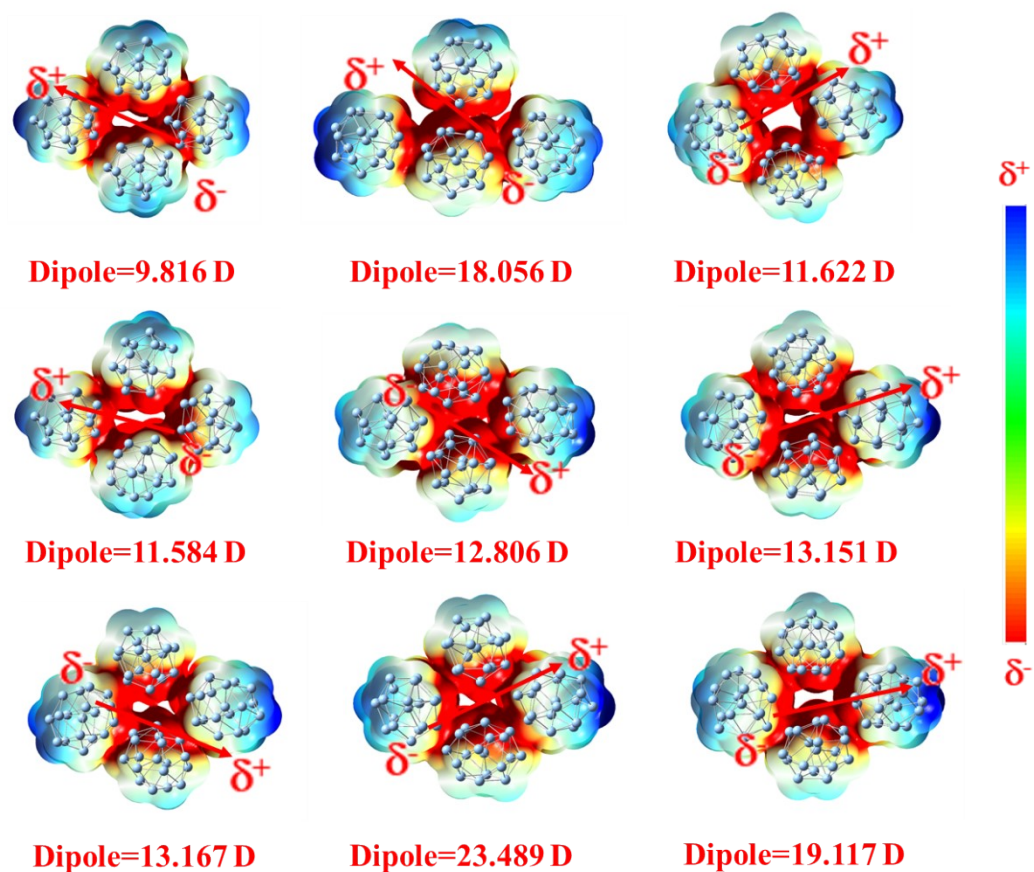 δ+
δ-
Dipole=9.816 D
δ+
δ-
Dipole=18.056 D
δ+
δ-
Dipole=11.622 D
δ+
δ-
δ+
δ-
Dipole=11.584 D
δ-
δ+
Dipole=12.806 D
δ+
δ-
Dipole=13.151 D
δ-
δ+
Dipole=13.167 D
δ+
δ-
Dipole=23.489 D
δ+
δ-
Dipole=19.117 D